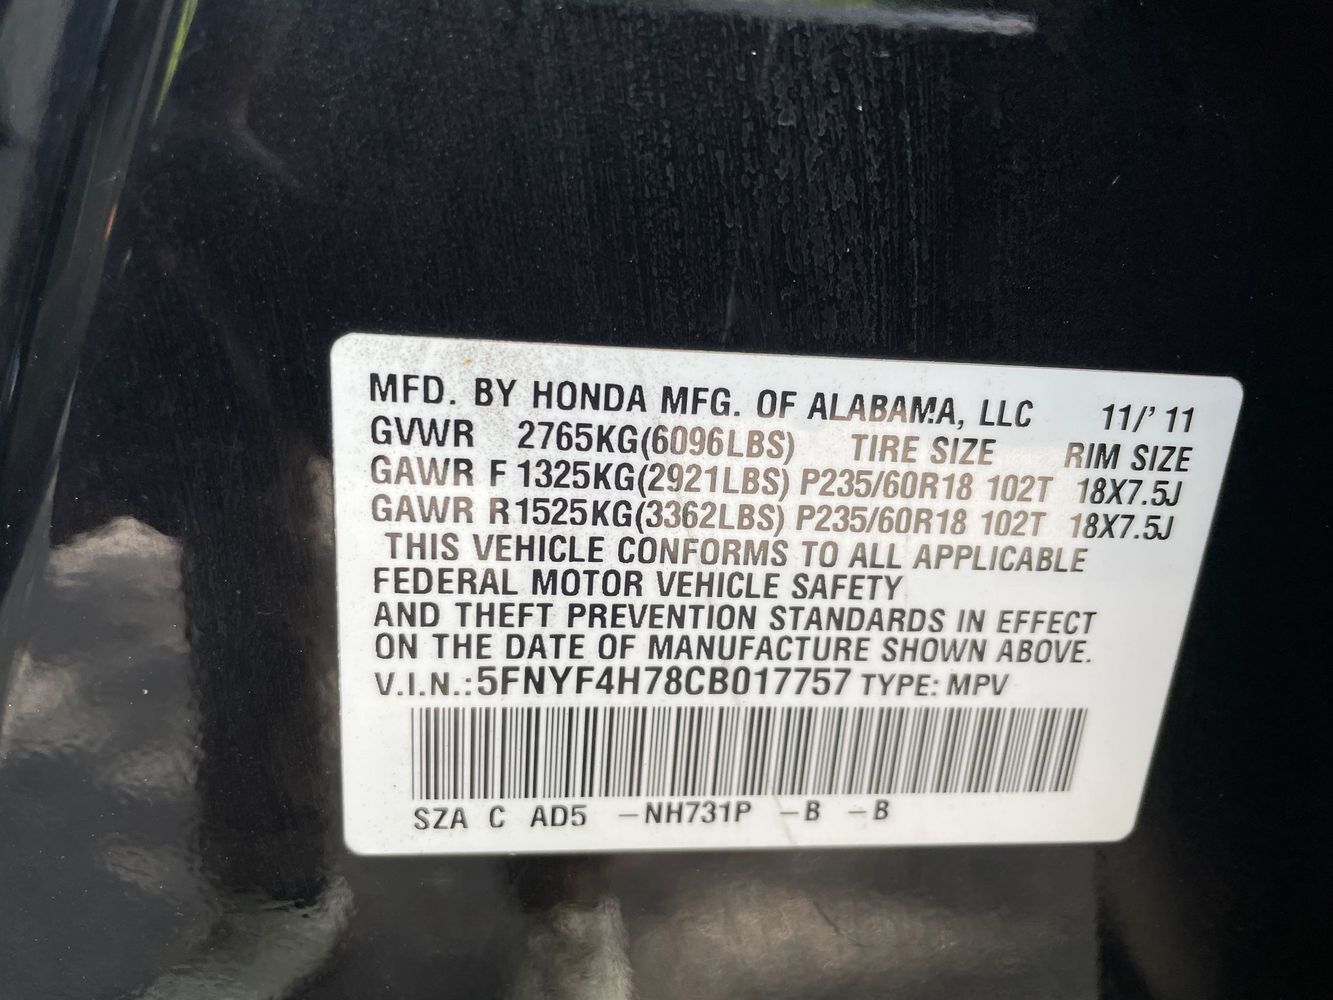 MFD. BY HONDA MFG. OF ALABAMA, LLC 11/' 11
GVWR 2765KG(6096LBS) TIRE SIZE RIM SIZE
GAWR F 1325KG(2921LBS) P235/60R18 102T 18X7.5J
GAWR R1525KG(3362LBS) P235/60R18 102T 18X7.5J
THIS VEHICLE CONFORMS TO ALL APPLICABLE
FEDERAL MOTOR VEHICLE SAFETY
AND THEFT PREVENTION STANDARDS IN EFFECT
ON THE DATE OF MANUFACTURE SHOWN ABOVE.
V.I.N.:5FNYF4H78CB017757 TYPE: MPV
SZA C AD5 –NH731P –B –B